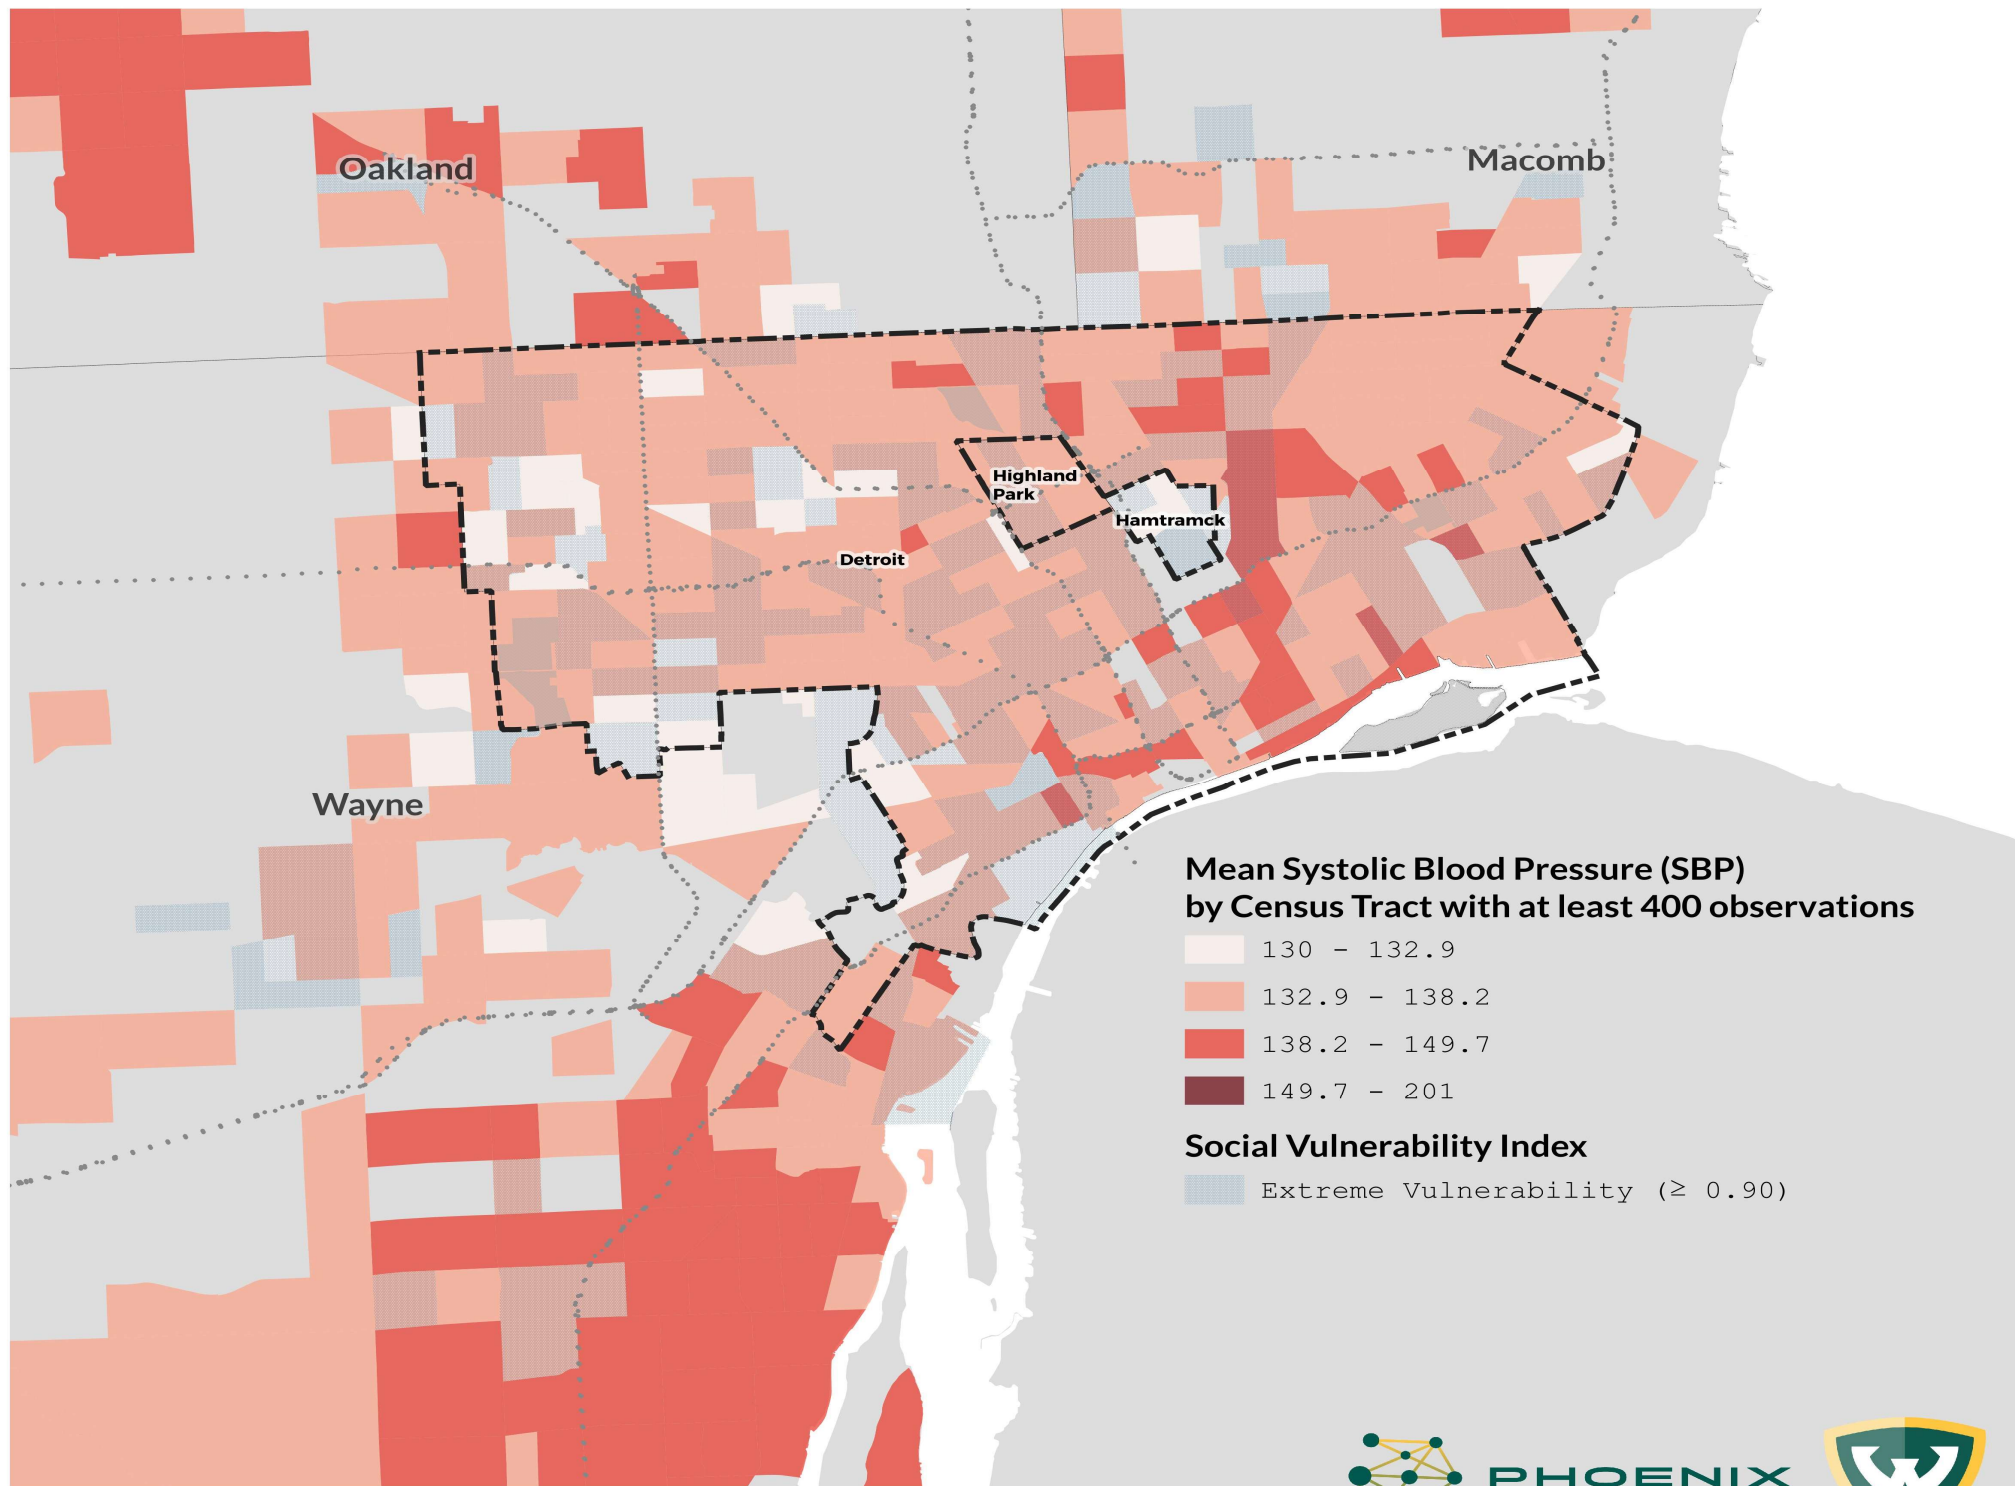 Oakland
Macomb
Highland
Park
Hamtramck
Detroit
Wayne
Mean Systolic Blood Pressure (SBP)
by Census Tract with at least 400 observations
130 - 132.9
132.9 - 138.2
138.2 - 149.7
149.7 - 201
Social Vulnerability Index
Extreme Vulnerability (≥ 0.90)
PHOENIX
W